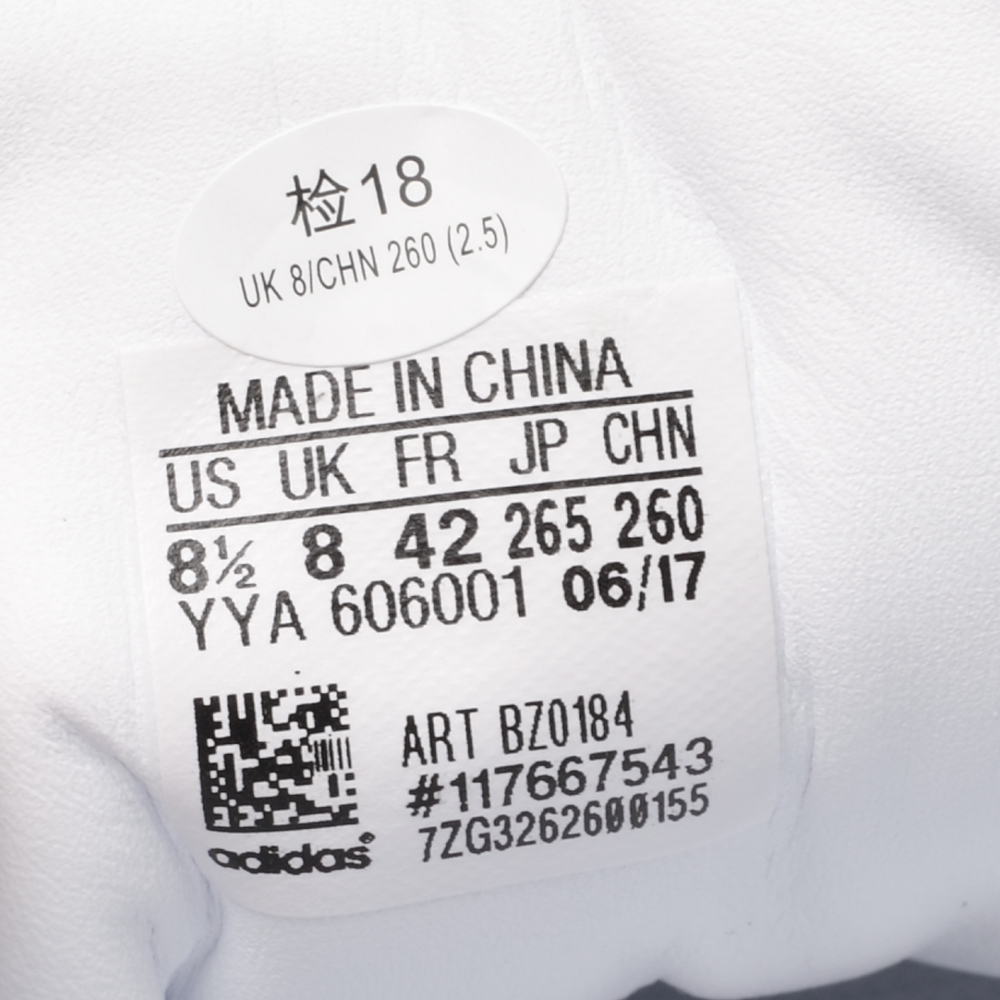 检18
UK 8/CHN 260 (2.5)
MADE IN CHINA
US UK FR JP CHN
8½ 8 42 265 260
YYA 606001 06/17
ART BZ0184
#117667543
7ZG3262600155
adidas®